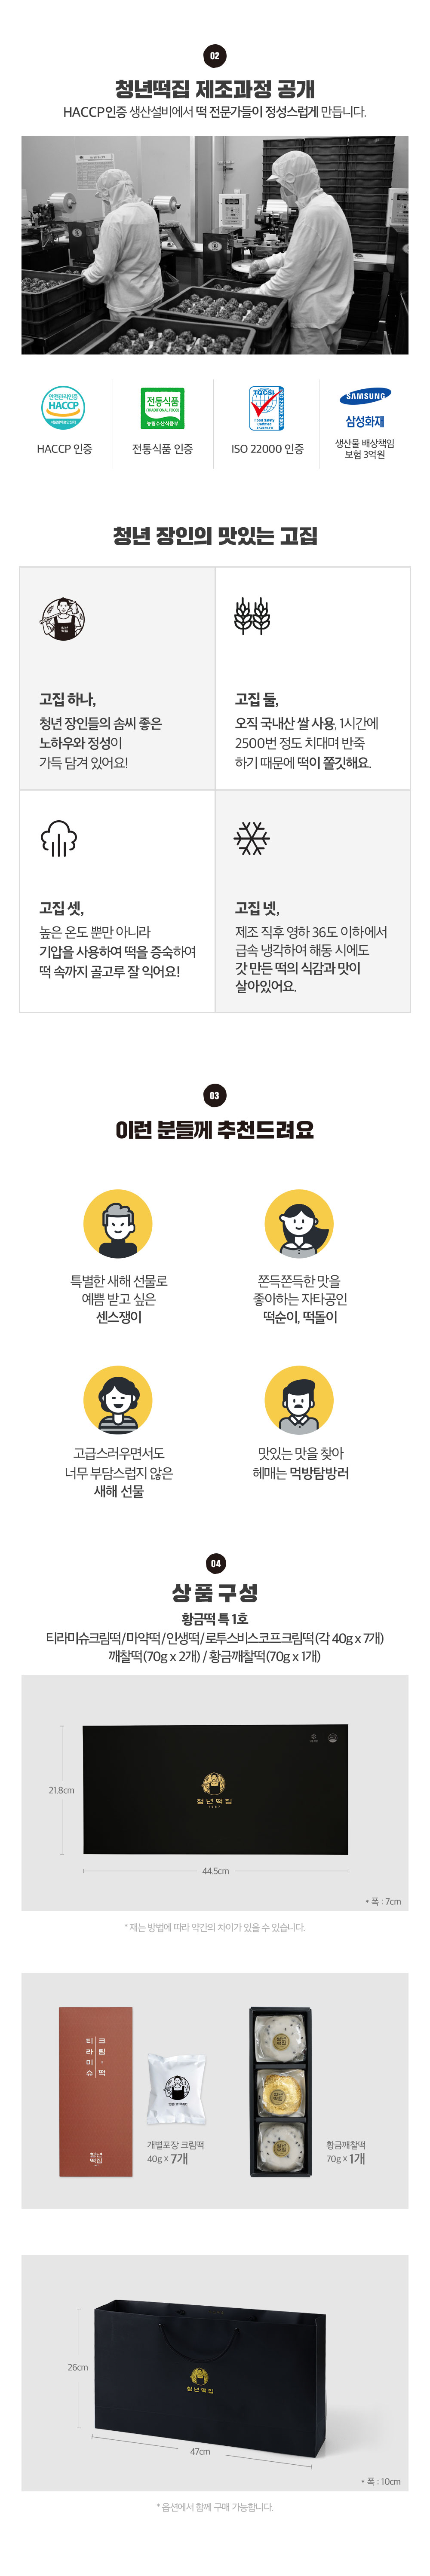 02
청년떡집 제조과정 공개
HACCP인증 생산설비에서 떡 전문가들이 정성스럽게 만듭니다.
안전관리인증
HACCP
HACCP 인증
전통식품
TRADITIONAL FOOD
농림축산식품부
전통식품 인증
TQCSI
Food Safety
Certified
ISO 22000 인증
SAMSUNG
삼성화재
생산물 배상책임
보험 3억원
청년 장인의 맛있는 고집
고집 하나,
청년 장인들의 솜씨 좋은
노하우와 정성이
가득 담겨 있어요!
고집 둘,
오직 국내산 쌀 사용, 1시간에
2500번 정도 치대며 반죽
하기 때문에 떡이 쫄깃해요.
고집 셋,
높은 온도 뿐만 아니라
기압을 사용하여 떡을 증숙하여
떡 속까지 골고루 잘 익어요!
고집 넷,
제조 직후 영하 36도 이하에서
급속 냉각하여 해동 시에도
갓 만든 떡의 식감과 맛이
살아있어요.
03
이런 분들께 추천드려요
특별한 새해 선물로
예쁨 받고 싶은
센스쟁이
쫀득쫀득한 맛을
좋아하는 자타공인
떡순이, 떡돌이
고급스러우면서도
너무 부담스럽지 않은
새해 선물
맛있는 맛을 찾아
헤매는 먹방탐방러
04
상품 구성
황금떡 특 1호
티라미슈크림떡/마약떡/인생떡/로투스비스코프크림떡(각 40g x 7개)
깨찰떡(70g x 2개) / 황금깨찰떡(70g x 1개)
21.8cm
청년떡집
44.5cm
* 폭 : 7cm
* 재는 방법에 따라 약간의 차이가 있을 수 있습니다.
티라미슈
크림떡
청년
떡집
개별포장 크림떡
40g x 7개
황금깨찰떡
70g x 1개
26cm
청년떡집
47cm
* 폭 : 10cm
* 옵션에서 함께 구매 가능합니다.